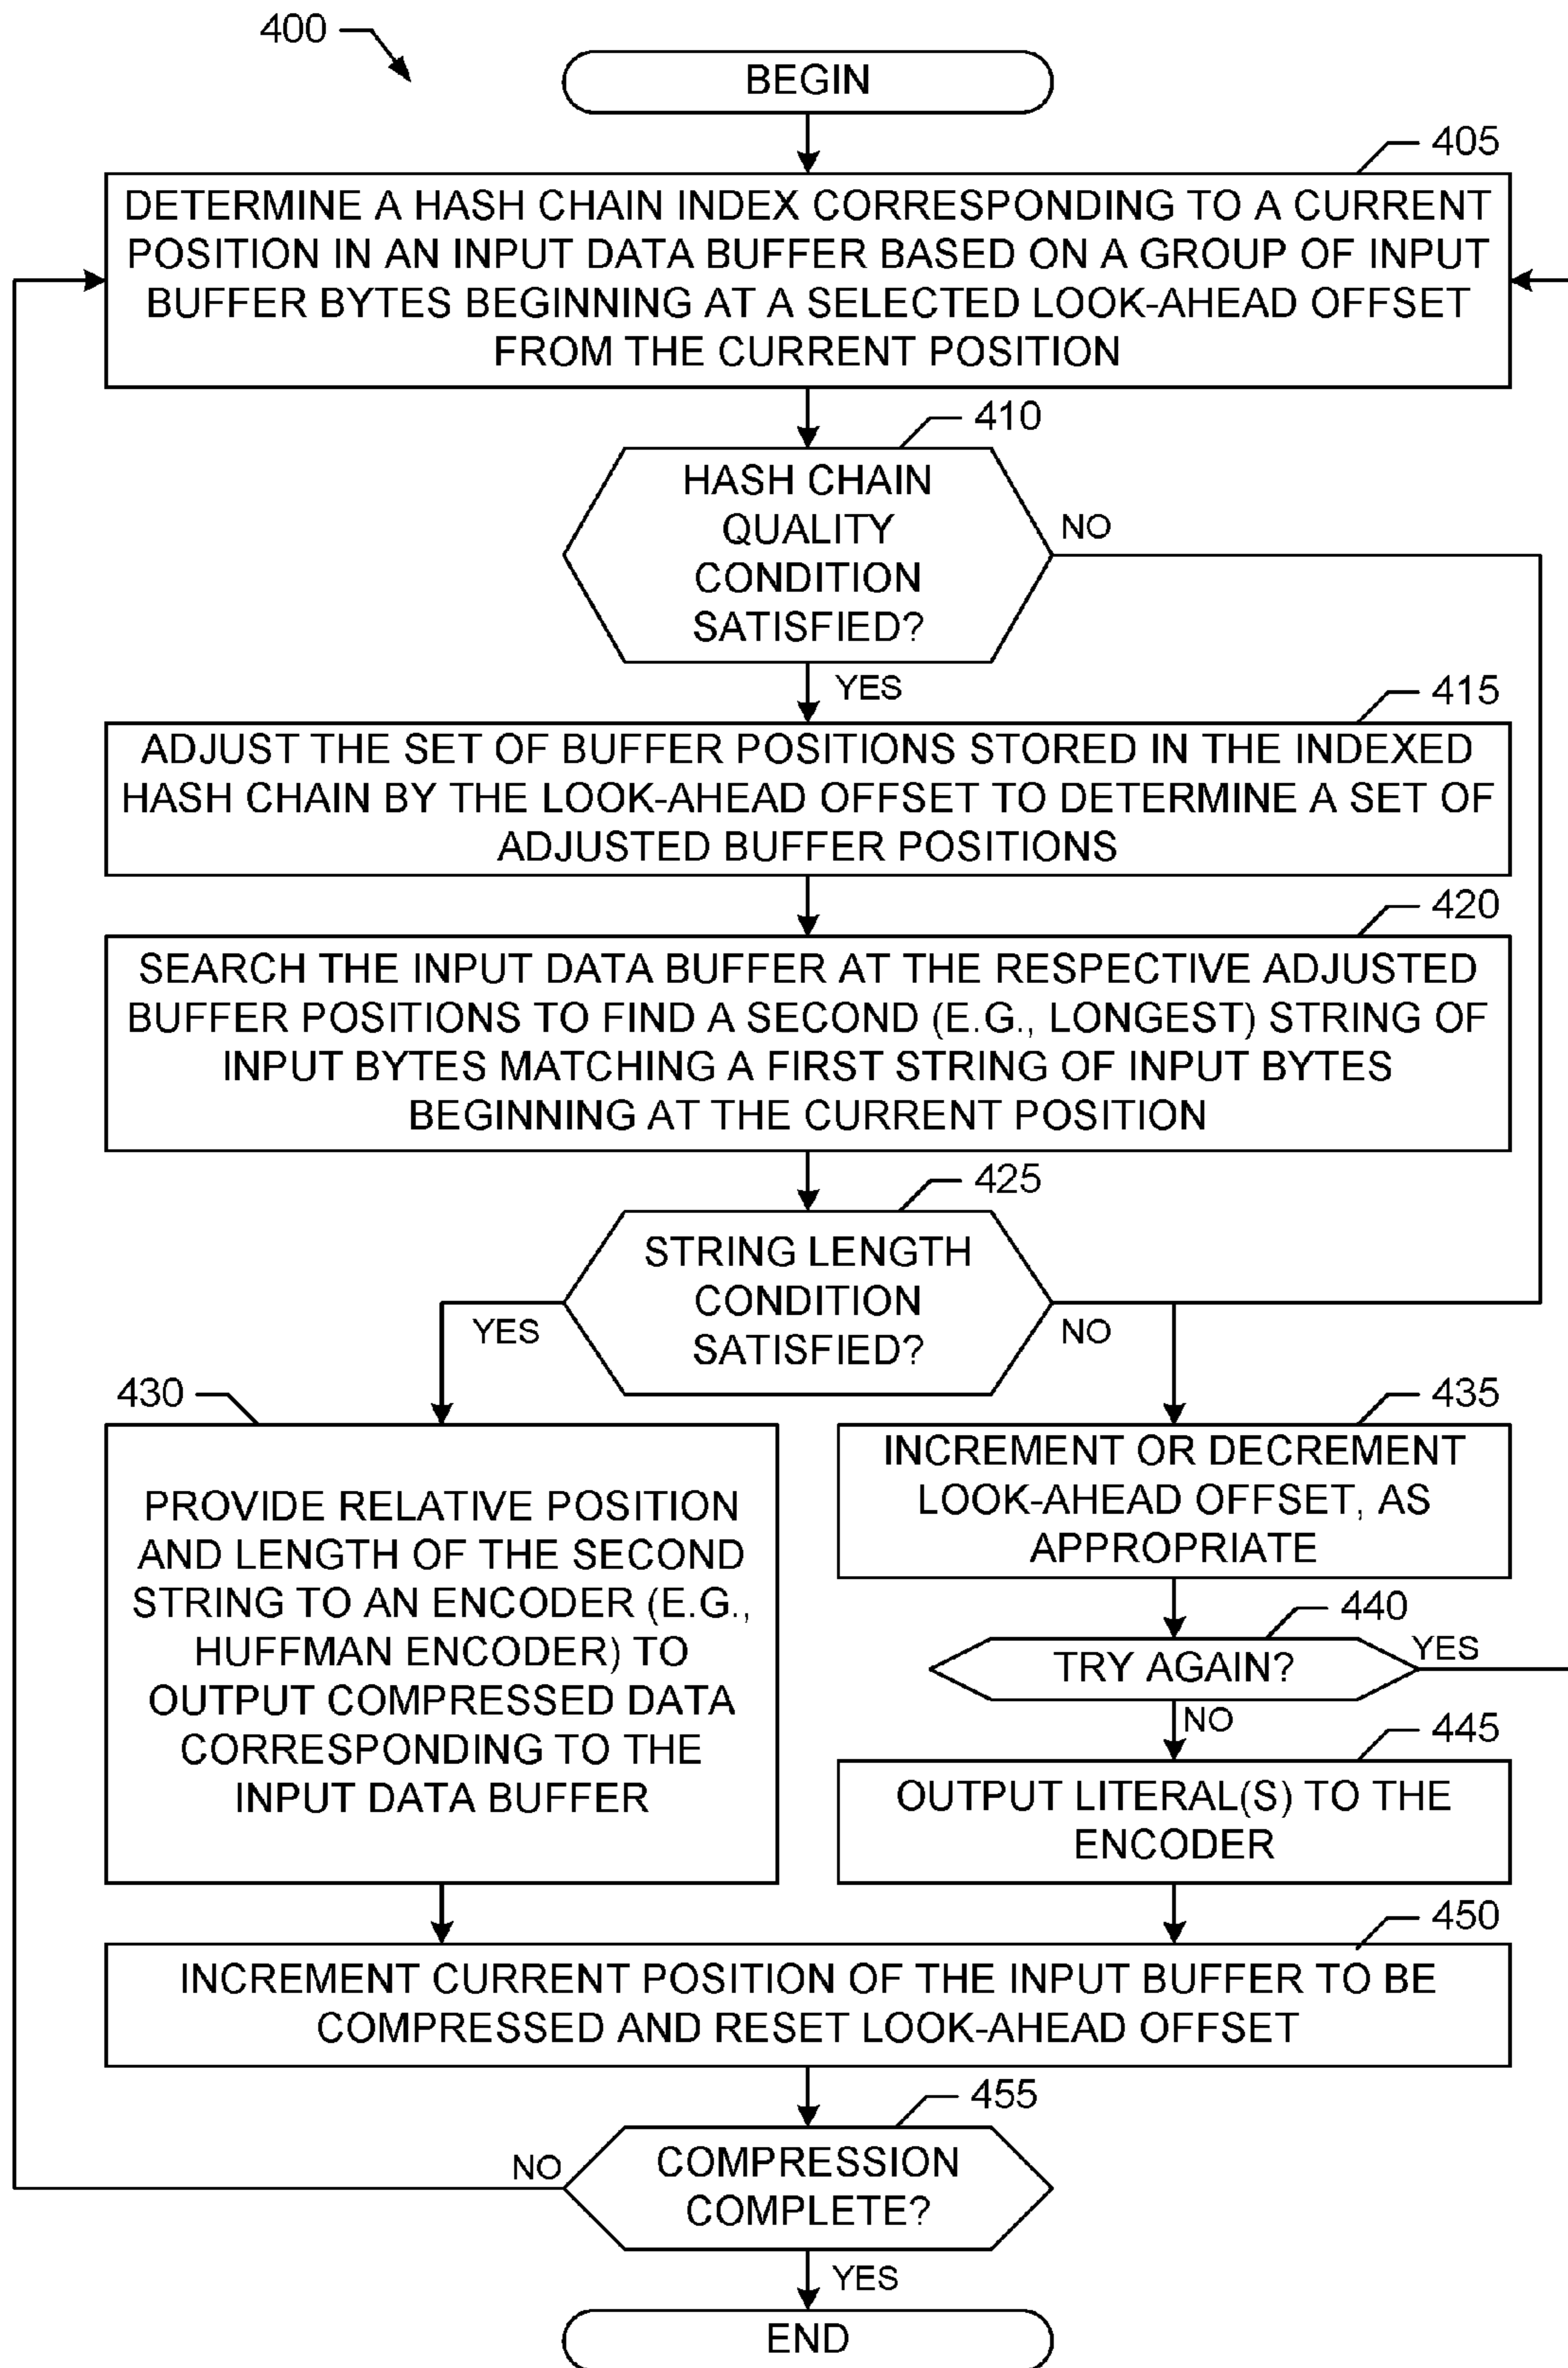 400
BEGIN
405
DETERMINE A HASH CHAIN INDEX CORRESPONDING TO A CURRENT
POSITION IN AN INPUT DATA BUFFER BASED ON A GROUP OF INPUT
BUFFER BYTES BEGINNING AT A SELECTED LOOK-AHEAD OFFSET
FROM THE CURRENT POSITION
410
HASH CHAIN
QUALITY
CONDITION
SATISFIED?
NO
YES
415
ADJUST THE SET OF BUFFER POSITIONS STORED IN THE INDEXED
HASH CHAIN BY THE LOOK-AHEAD OFFSET TO DETERMINE A SET OF
ADJUSTED BUFFER POSITIONS
420
SEARCH THE INPUT DATA BUFFER AT THE RESPECTIVE ADJUSTED
BUFFER POSITIONS TO FIND A SECOND (E.G., LONGEST) STRING OF
INPUT BYTES MATCHING A FIRST STRING OF INPUT BYTES
BEGINNING AT THE CURRENT POSITION
425
STRING LENGTH
CONDITION
SATISFIED?
YES
NO
430
PROVIDE RELATIVE POSITION
AND LENGTH OF THE SECOND
STRING TO AN ENCODER (E.G.,
HUFFMAN ENCODER) TO
OUTPUT COMPRESSED DATA
CORRESPONDING TO THE
INPUT DATA BUFFER
435
INCREMENT OR DECREMENT
LOOK-AHEAD OFFSET, AS
APPROPRIATE
440
TRY AGAIN?
YES
NO
445
OUTPUT LITERAL(S) TO THE
ENCODER
450
INCREMENT CURRENT POSITION OF THE INPUT BUFFER TO BE
COMPRESSED AND RESET LOOK-AHEAD OFFSET
455
COMPRESSION
COMPLETE?
NO
YES
END